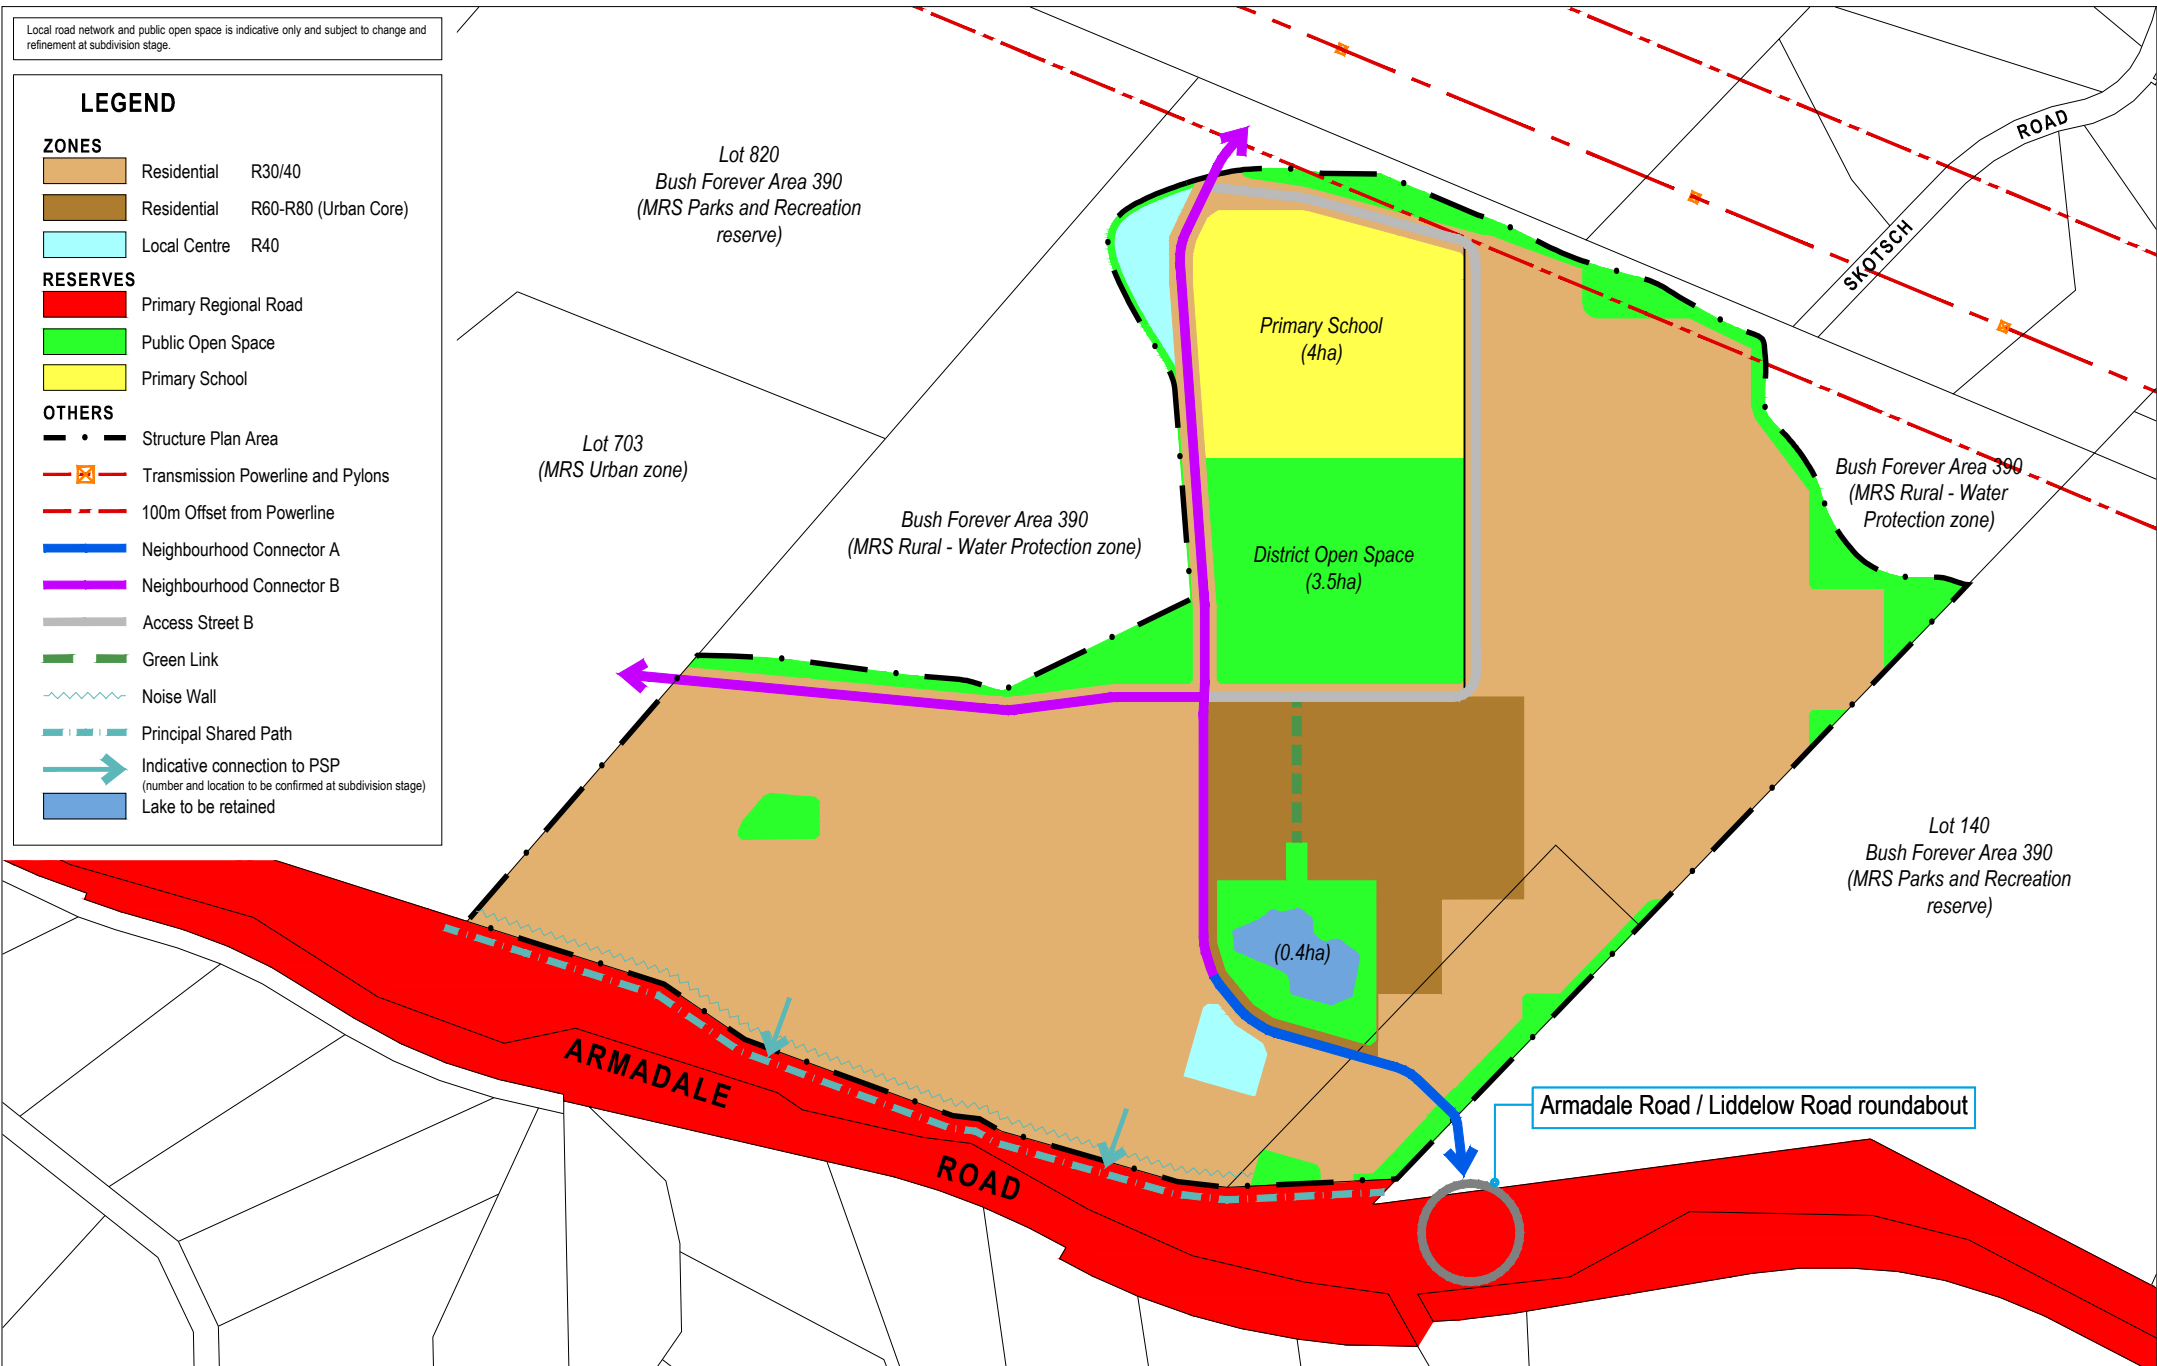 Local road network and public open space is indicative only and subject to change and
refinement at subdivision stage.
LEGEND
ZONES
Residential R30/40
Residential R60-R80 (Urban Core)
Local Centre R40
RESERVES
Primary Regional Road
Public Open Space
Primary School
OTHERS
Structure Plan Area
Transmission Powerline and Pylons
100m Offset from Powerline
Neighbourhood Connector A
Neighbourhood Connector B
Access Street B
Green Link
Noise Wall
Principal Shared Path
Indicative connection to PSP
(number and location to be confirmed at subdivision stage)
Lake to be retained
Lot 820
Bush Forever Area 390
(MRS Parks and Recreation
reserve)
ROAD
SKOTSCH
Primary School
(4ha)
Lot 703
(MRS Urban zone)
Bush Forever Area 390
(MRS Rural - Water
Protection zone)
Bush Forever Area 390
(MRS Rural - Water Protection zone)
District Open Space
(3.5ha)
Lot 140
Bush Forever Area 390
(MRS Parks and Recreation
reserve)
(0.4ha)
ARMADALE
ROAD
Armadale Road / Liddelow Road roundabout